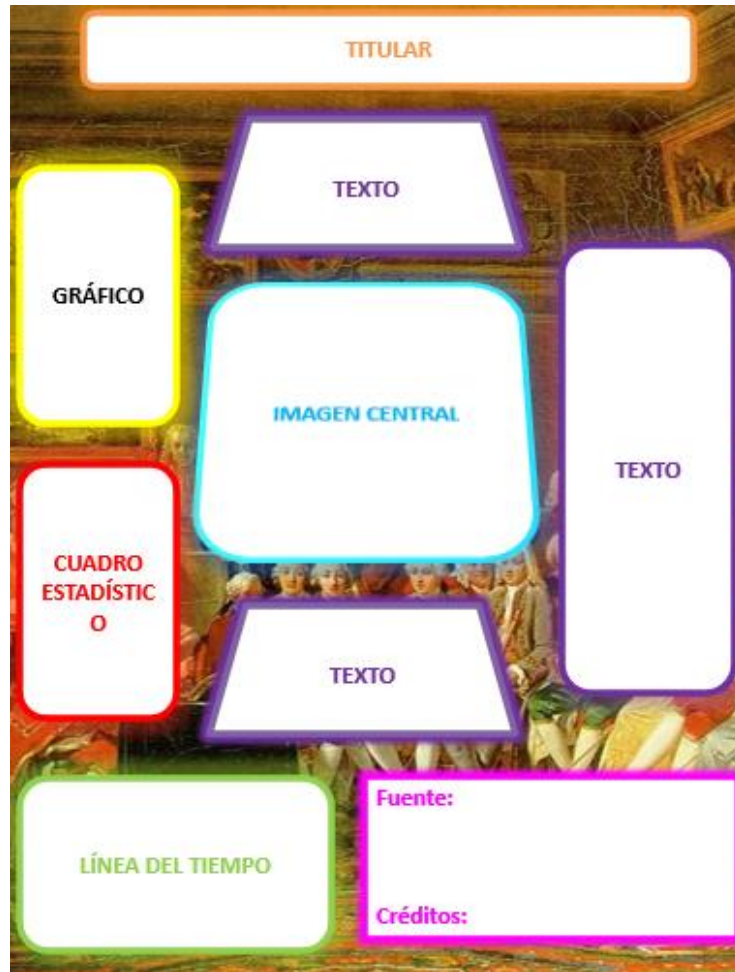 TITULAR
TEXTO
GRÁFICO
IMAGEN CENTRAL
TEXTO
CUADRO
ESTADÍSTIC
O
TEXTO
LÍNEA DEL TIEMPO
Fuente:
Créditos: